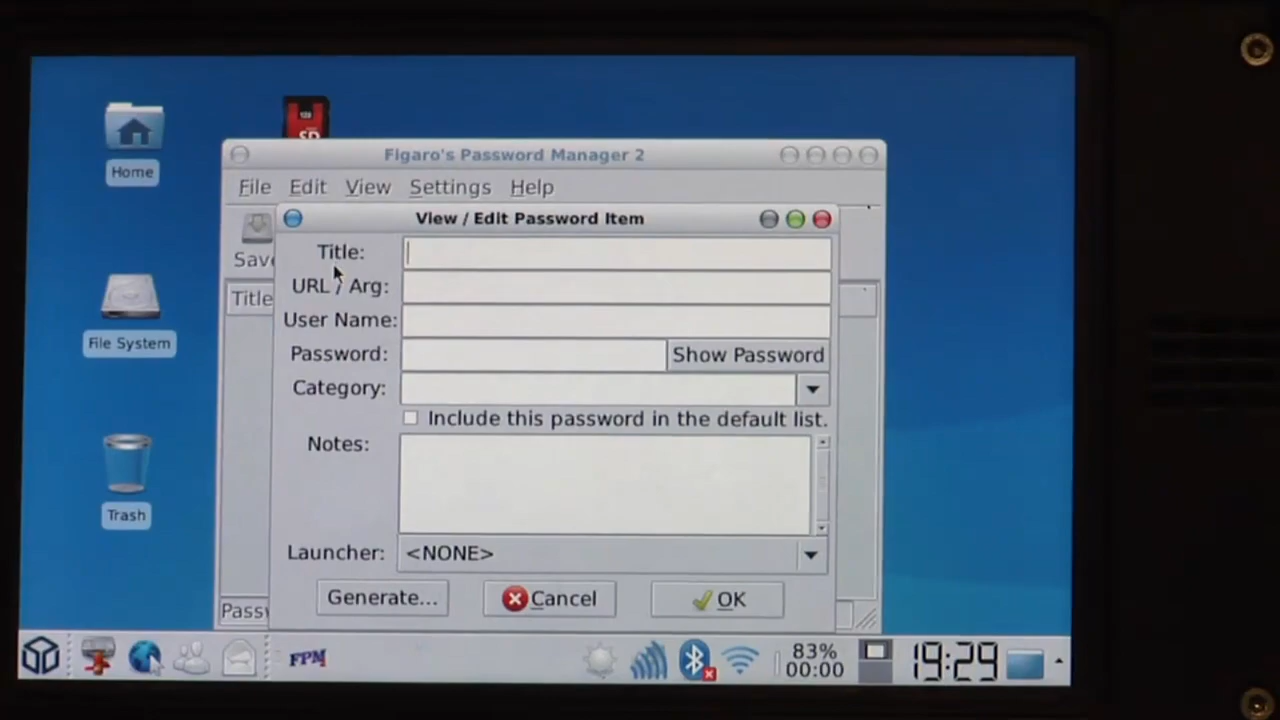 Home
SD
Figaro's Password Manager 2
File Edit View Settings Help
View / Edit Password Item
Save
Title
Title:
URL / Arg:
User Name:
Password: Show Password
Category:
Include this password in the default list.
Notes:
Launcher: <NONE>
Generate... Cancel OK
Passw
File System
Trash
FPM
83%
00:00
19:29